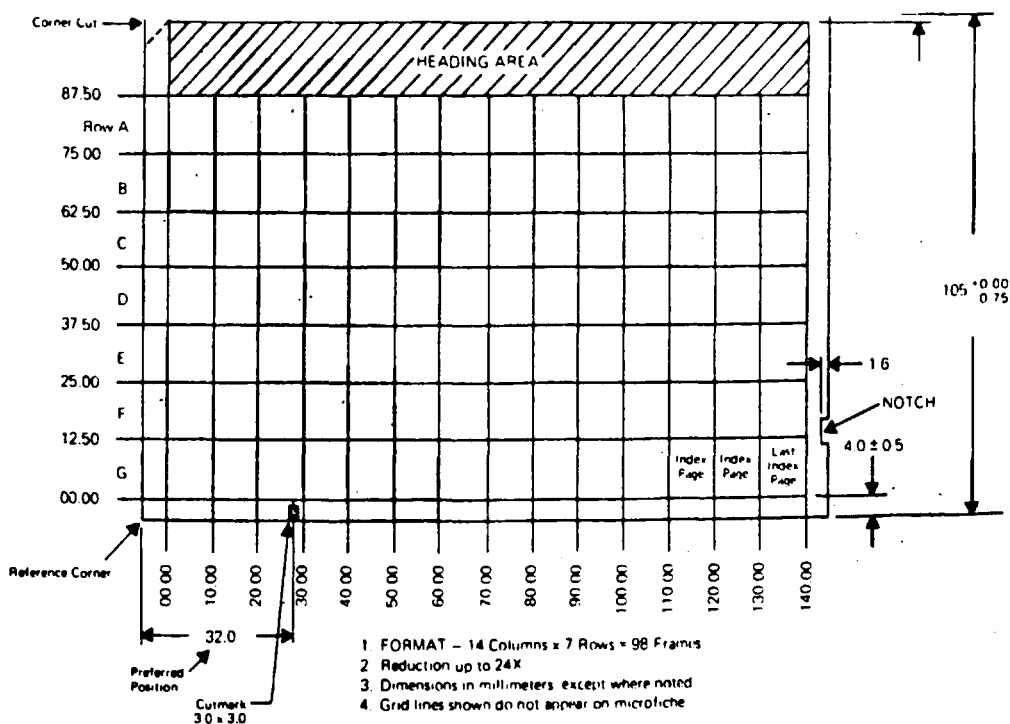 Corner Cut
HEADING AREA
87.50
Row A
75.00
B
62.50
C
50.00
D
105 +0.00
0.75
37.50
E
1.6
25.00
F
NOTCH
12.50
4.0 ± 0.5
G
Index Page
Index Page
Last Index Page
00.00
Reference Corner
00.00 10.00 20.00 30.00 40.00 50.00 60.00 70.00 80.00 90.00 100.00 110.00 120.00 130.00 140.00
32.0
Preferred
Position
Cutmark
3.0 x 3.0
1. FORMAT – 14 Columns x 7 Rows = 98 Frames
2 Reduction up to 24X
3. Dimensions in millimeters except where noted
4. Grid lines shown do not appear on microfiche